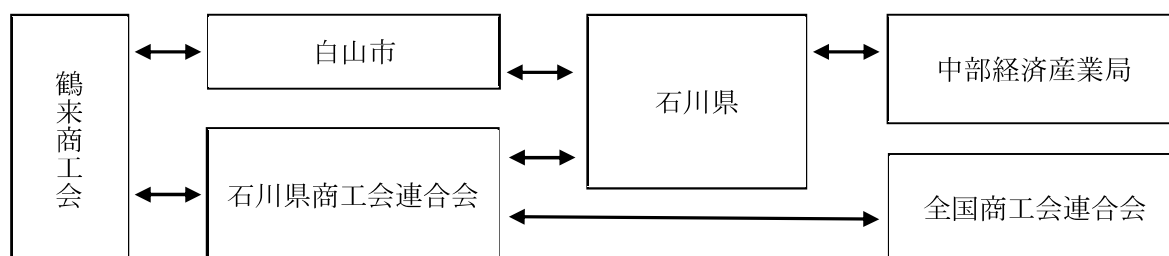 鶴来商工会
白山市
石川県商工会連合会
石川県
中部経済産業局
全国商工会連合会